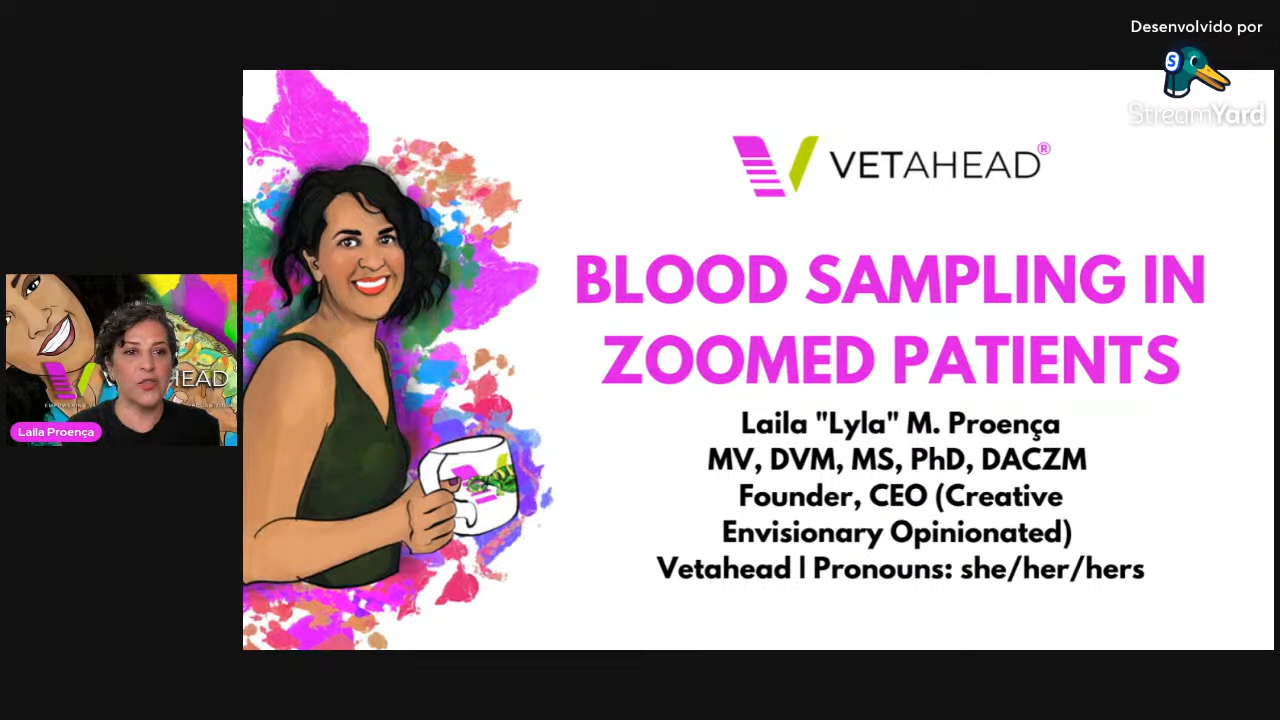 Desenvolvido por
StreamYard
VETAHEAD®
BLOOD SAMPLING IN
ZOOMED PATIENTS
Laila "Lyla" M. Proença
MV, DVM, MS, PhD, DACZM
Founder, CEO (Creative
Envisionary Opinionated)
Vetahead | Pronouns: she/her/hers
HEAD
Laila Proença